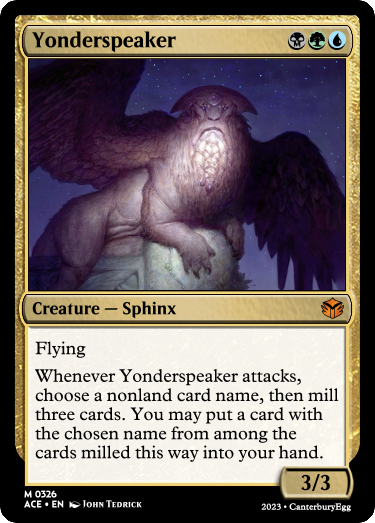 Yonderspeaker
Creature — Sphinx
Flying
Whenever Yonderspeaker attacks,
choose a nonland card name, then mill
three cards. You may put a card with
the chosen name from among the
cards milled this way into your hand.
3/3
M 0326
ACE • EN John Tedrick
2023 • CanterburyEgg